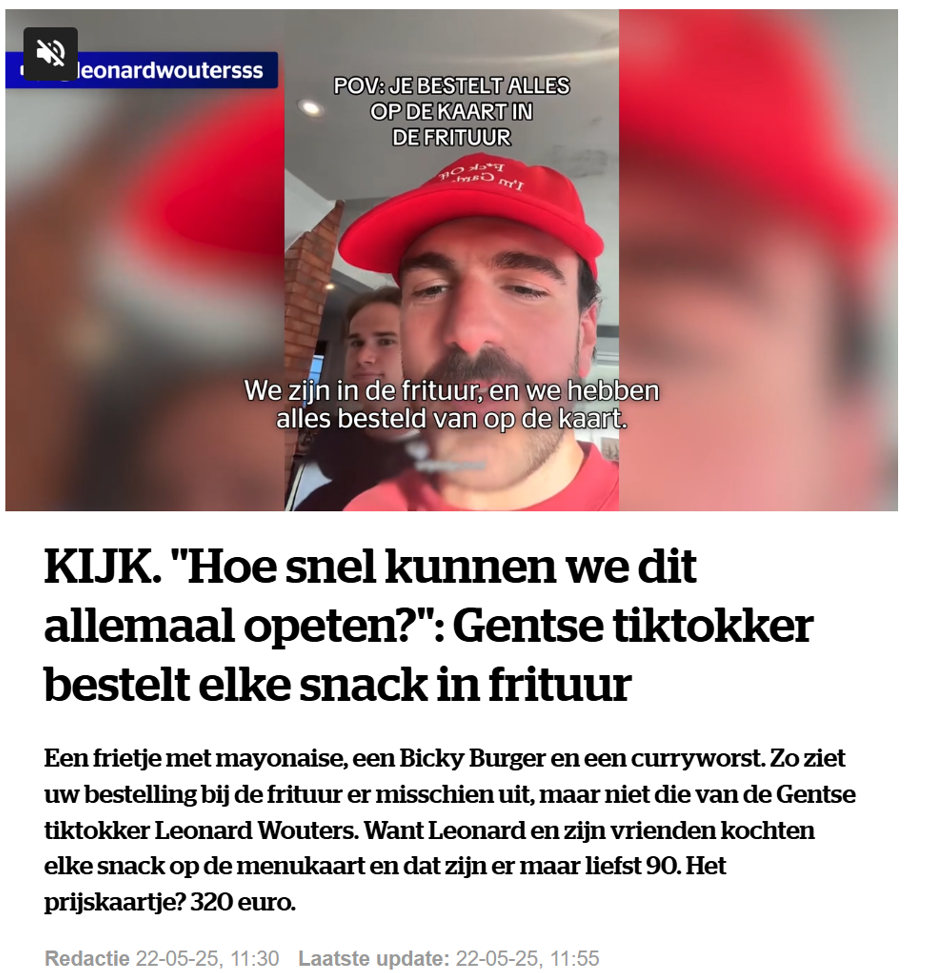 leonardwoutersss
POV: JE BESTELT ALLES
OP DE KAART IN
DE FRITUUR
F*ck Off
I'm
We zijn in de frituur, en we hebben
alles besteld van op de kaart.
KIJK. "Hoe snel kunnen we dit
allemaal opeten?": Gentse tiktokker
bestelt elke snack in frituur
Een frietje met mayonaise, een Bicky Burger en een curryworst. Zo ziet
uw bestelling bij de frituur er misschien uit, maar niet die van de Gentse
tiktokker Leonard Wouters. Want Leonard en zijn vrienden kochten
elke snack op de menukaart en dat zijn er maar liefst 90. Het
prijskaartje? 320 euro.
Redactie 22-05-25, 11:30 Laatste update: 22-05-25, 11:55